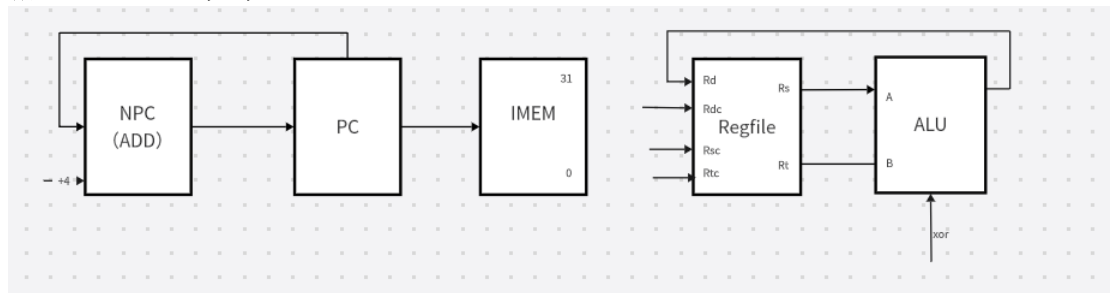 NPC
（ADD）
+4
PC
31
IMEM
0
Rd
Rdc
Rs
Regfile
Rsc
Rt
Rtc
A
ALU
B
xor